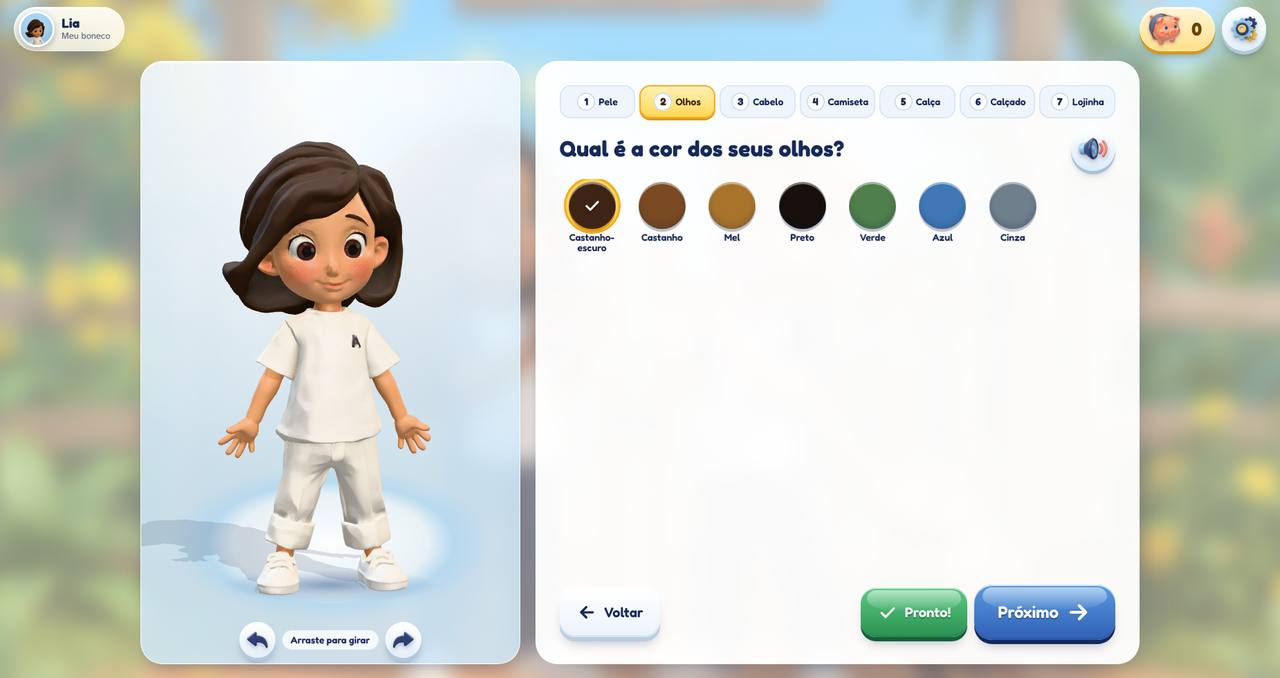 Lia
Meu boneco
0
1 Pele
2 Olhos
3 Cabelo
4 Camiseta
5 Calça
6 Calçado
7 Lojinha
Qual é a cor dos seus olhos?
Castanho-
escuro
Castanho
Mel
Preto
Verde
Azul
Cinza
A
Arraste para girar
Voltar
Pronto!
Próximo